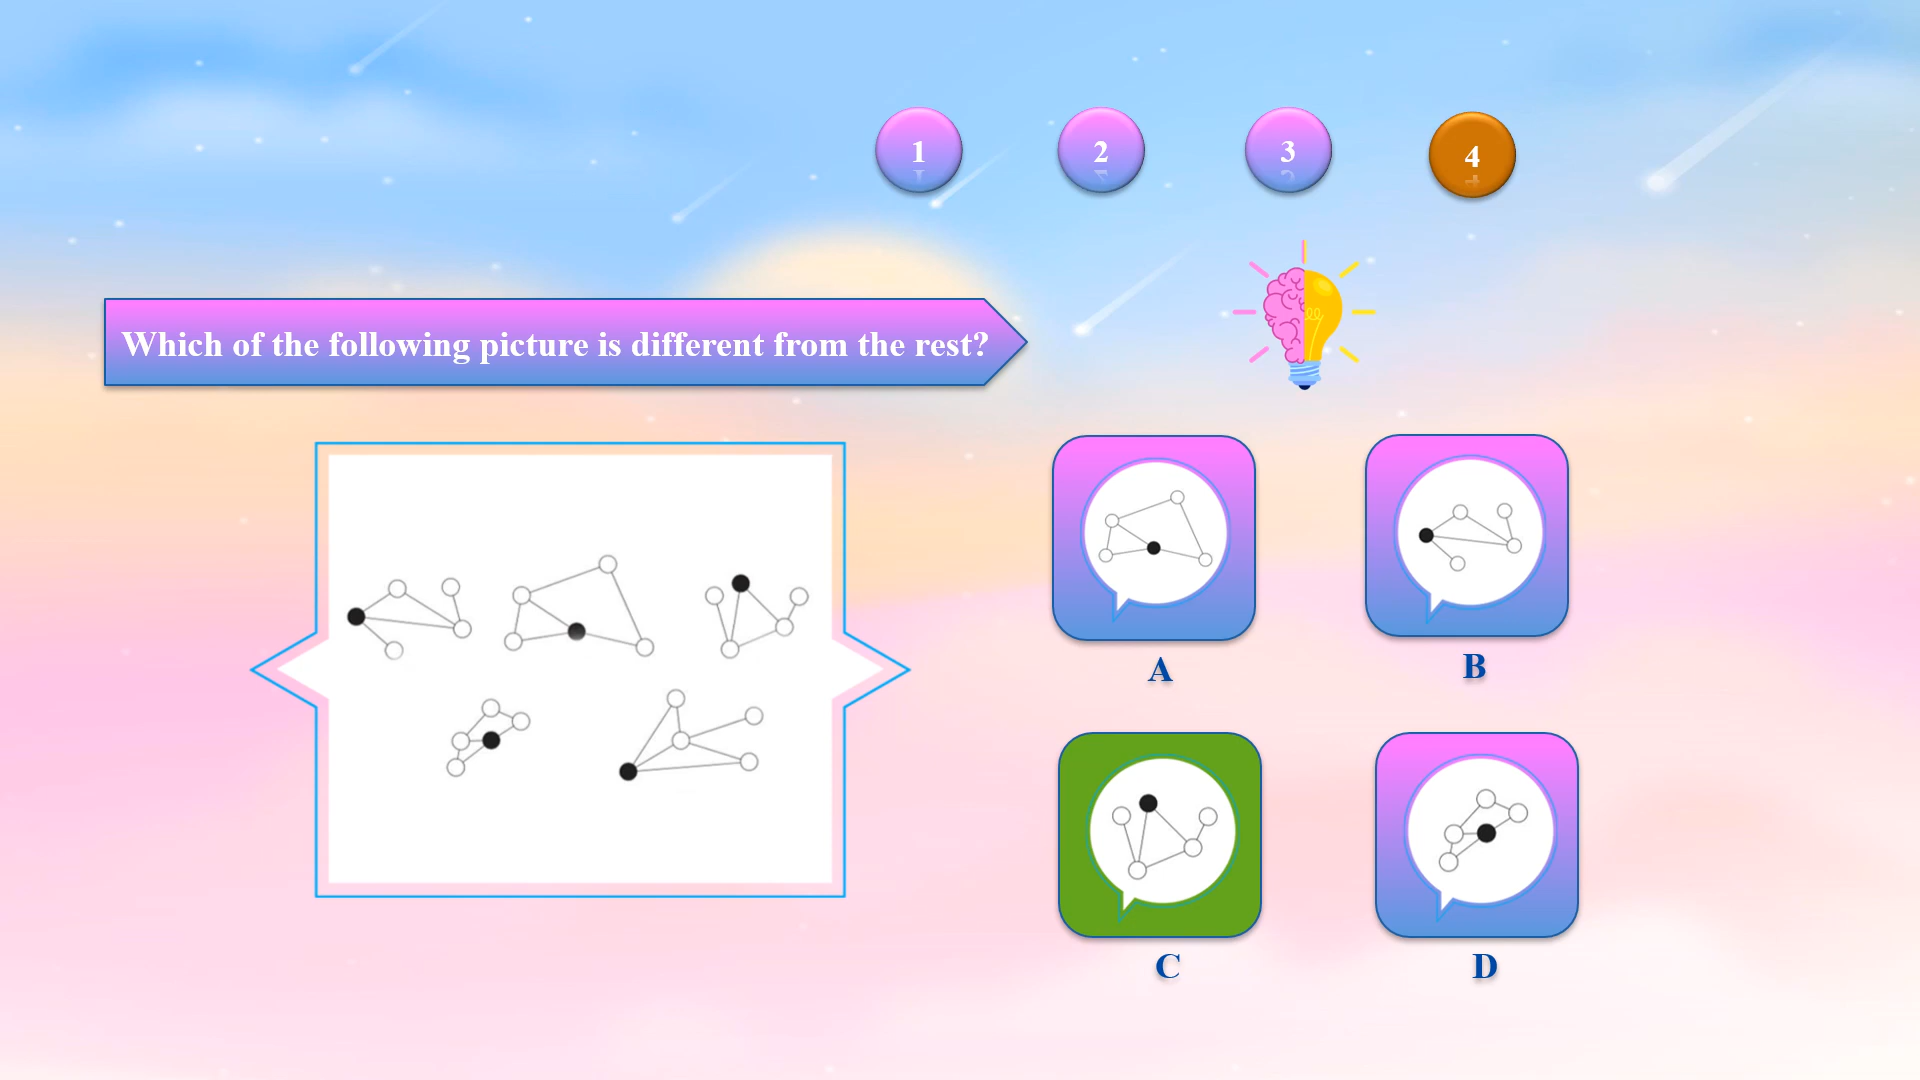 1
2
3
4
Which of the following picture is different from the rest?
A
B
C
D